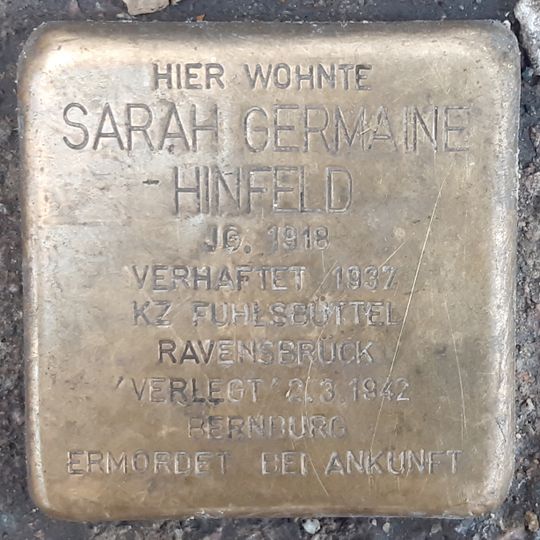 HIER WOHNTE
SARAH GERMAINE
HINFELD
JG. 1918
VERHAFTET 1937
KZ FUHLSBÜTTEL
RAVENSBRÜCK
'VERLEGT' 2.3.1942
BERNBURG
ERMORDET BEI ANKUNFT